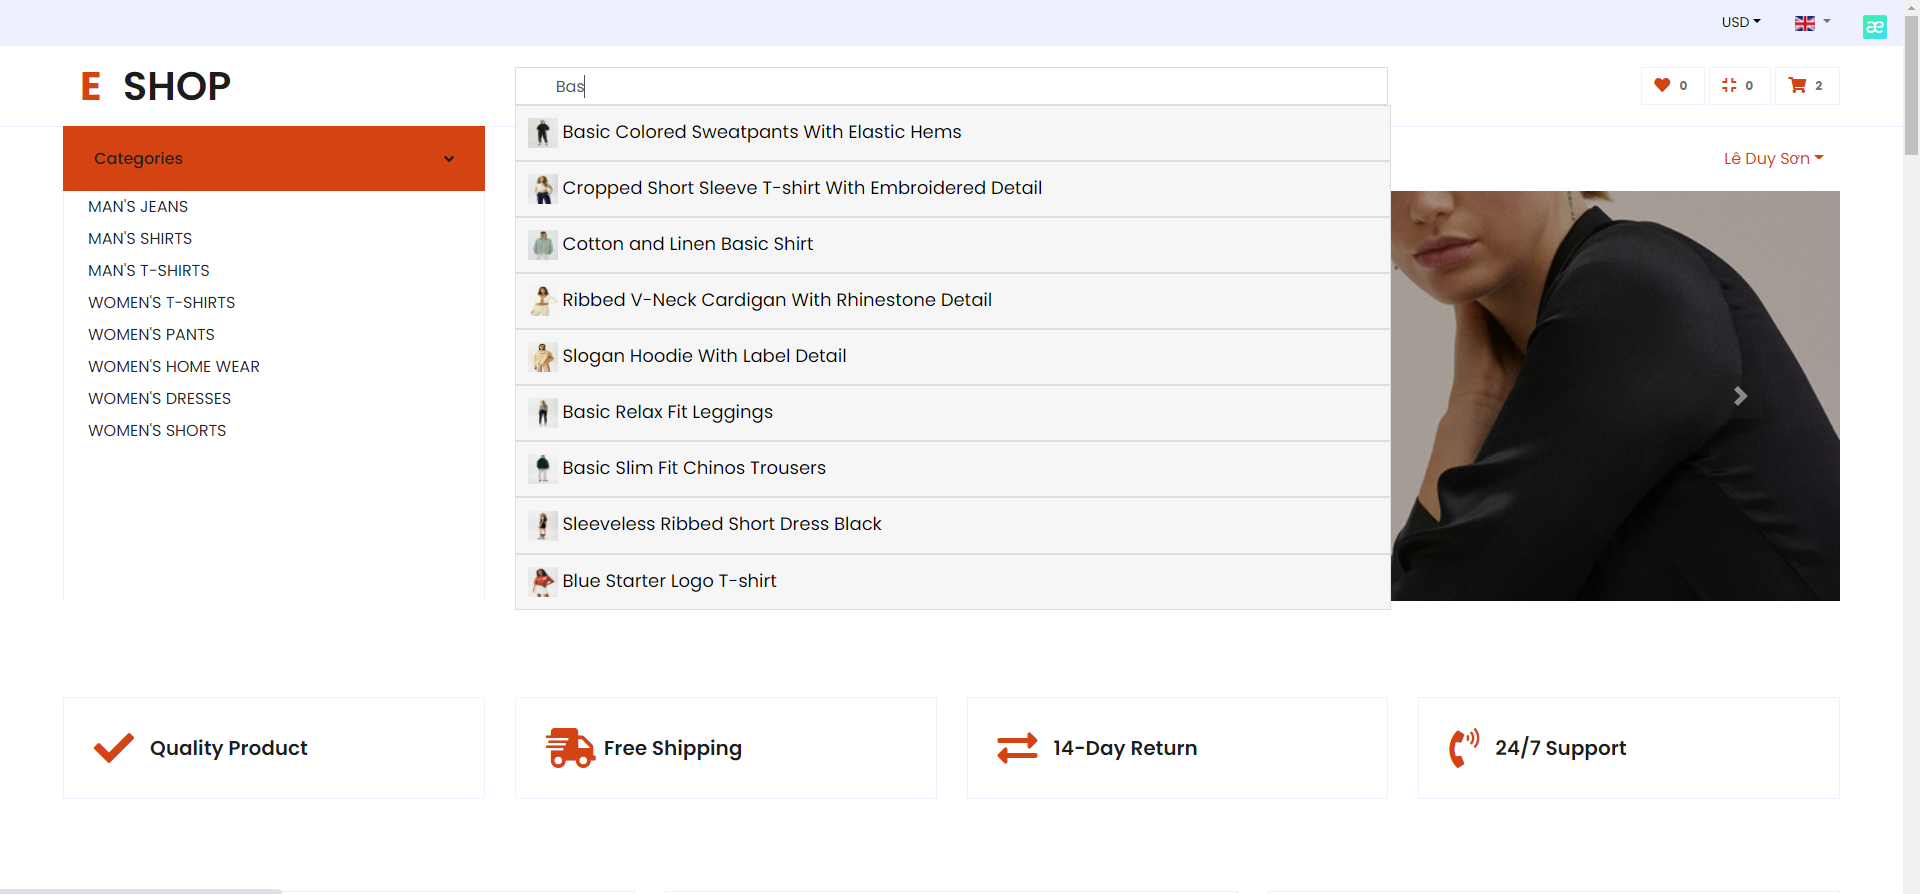 USD
æ
E SHOP
Bas
0
0
2
Categories
Lê Duy Sơn
MAN'S JEANS
MAN'S SHIRTS
MAN'S T-SHIRTS
WOMEN'S T-SHIRTS
WOMEN'S PANTS
WOMEN'S HOME WEAR
WOMEN'S DRESSES
WOMEN'S SHORTS
Basic Colored Sweatpants With Elastic Hems
Cropped Short Sleeve T-shirt With Embroidered Detail
Cotton and Linen Basic Shirt
Ribbed V-Neck Cardigan With Rhinestone Detail
Slogan Hoodie With Label Detail
Basic Relax Fit Leggings
Basic Slim Fit Chinos Trousers
Sleeveless Ribbed Short Dress Black
Blue Starter Logo T-shirt
Quality Product
Free Shipping
14-Day Return
24/7 Support